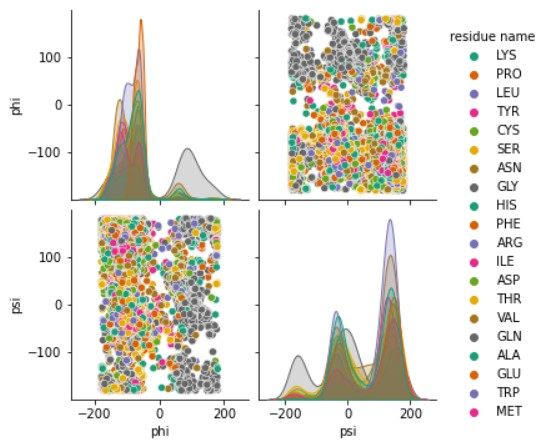 residue name
LYS
PRO
LEU
TYR
CYS
SER
ASN
GLY
HIS
PHE
ARG
ILE
ASP
THR
VAL
GLN
ALA
GLU
TRP
MET
phi
100
0
−100
psi
100
0
−100
−200 0 200
phi
−200 0 200
psi